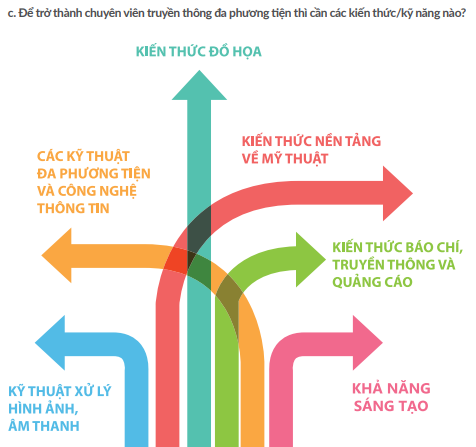 c. Để trở thành chuyên viên truyền thông đa phương tiện thì cần các kiến thức/kỹ năng nào?
KIẾN THỨC ĐỒ HỌA
KIẾN THỨC NỀN TẢNG
VỀ MỸ THUẬT
CÁC KỸ THUẬT
ĐA PHƯƠNG TIỆN
VÀ CÔNG NGHỆ
THÔNG TIN
KIẾN THỨC BÁO CHÍ,
TRUYỀN THÔNG VÀ
QUẢNG CÁO
KỸ THUẬT XỬ LÝ
HÌNH ẢNH,
ÂM THANH
KHẢ NĂNG
SÁNG TẠO